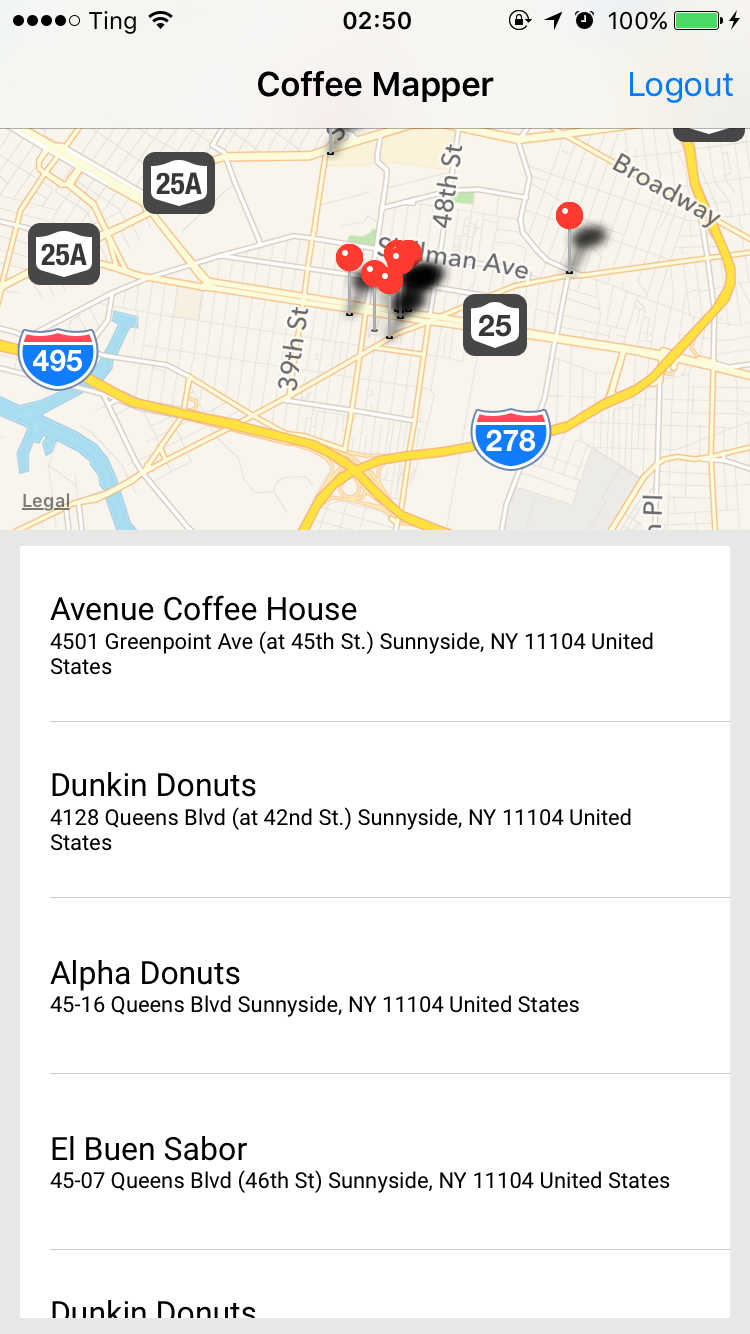 Ting 02:50 100%
Coffee Mapper Logout
25A
48th St
Broadway
25A
Ave
25
39th St
495
278
Legal
Pl
Avenue Coffee House
4501 Greenpoint Ave (at 45th St.) Sunnyside, NY 11104 United
States
Dunkin Donuts
4128 Queens Blvd (at 42nd St.) Sunnyside, NY 11104 United
States
Alpha Donuts
45-16 Queens Blvd Sunnyside, NY 11104 United States
El Buen Sabor
45-07 Queens Blvd (46th St) Sunnyside, NY 11104 United States
Dunkin Donuts